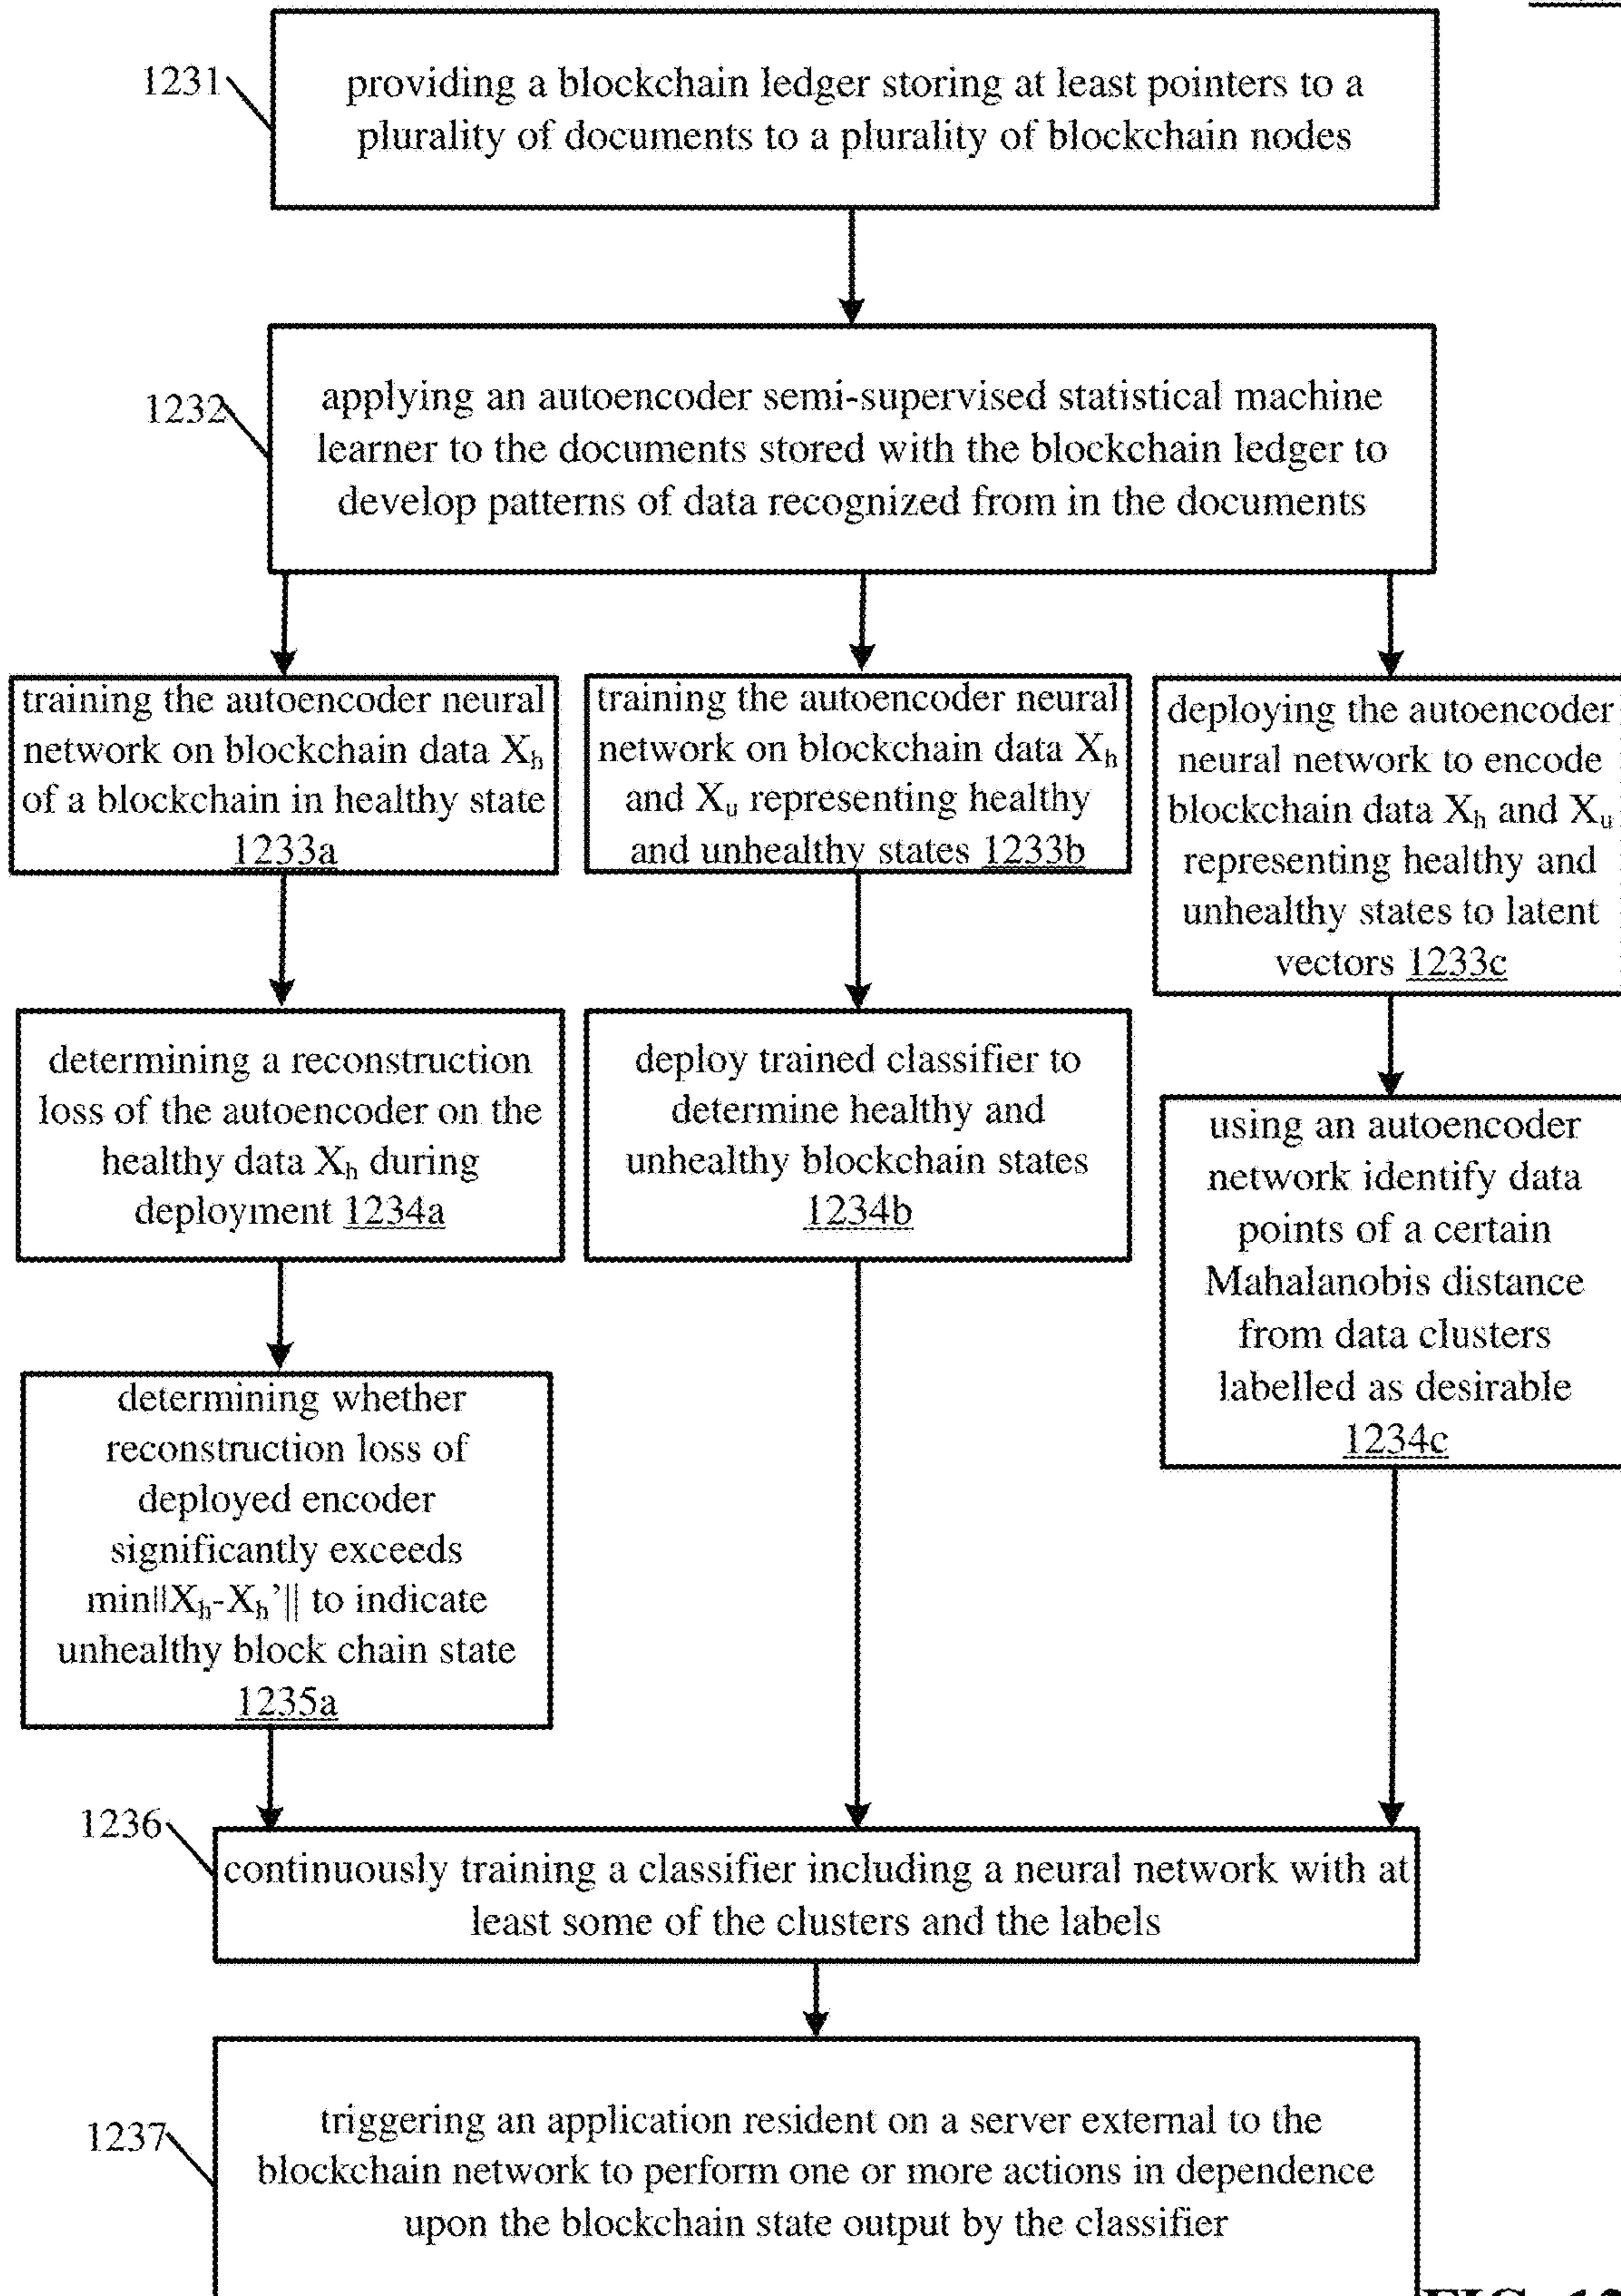 1231
providing a blockchain ledger storing at least pointers to a
plurality of documents to a plurality of blockchain nodes
1232
applying an autoencoder semi-supervised statistical machine
learner to the documents stored with the blockchain ledger to
develop patterns of data recognized from in the documents
training the autoencoder neural
network on blockchain data Xh
of a blockchain in healthy state
1233a
training the autoencoder neural
network on blockchain data Xh
and Xu representing healthy
and unhealthy states 1233b
deploying the autoencoder
neural network to encode
blockchain data Xh and Xu
representing healthy and
unhealthy states to latent
vectors 1233c
determining a reconstruction
loss of the autoencoder on the
healthy data Xh during
deployment 1234a
deploy trained classifier to
determine healthy and
unhealthy blockchain states
1234b
using an autoencoder
network identify data
points of a certain
Mahalanobis distance
from data clusters
labelled as desirable
1234c
determining whether
reconstruction loss of
deployed encoder
significantly exceeds
min||Xh-Xh’|| to indicate
unhealthy block chain state
1235a
1236
continuously training a classifier including a neural network with at
least some of the clusters and the labels
1237
triggering an application resident on a server external to the
blockchain network to perform one or more actions in dependence
upon the blockchain state output by the classifier